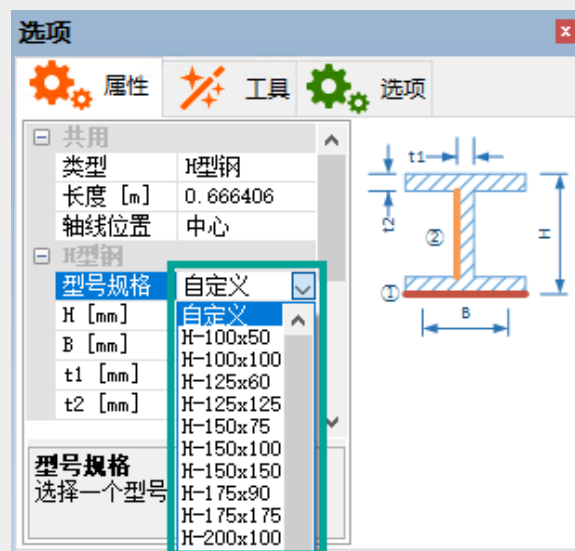 选项
x
属性 工具 选项
共用
类型 H型钢
长度 [m] 0.666406
轴线位置 中心
H型钢
型号规格 自定义
H [mm]
B [mm]
t1 [mm]
t2 [mm]
自定义
H-100x50
H-100x100
H-125x60
H-125x125
H-150x75
H-150x100
H-150x150
H-175x90
H-175x175
H-200x100
型号规格
选择一个型号
t1
t2
②
H
①
B